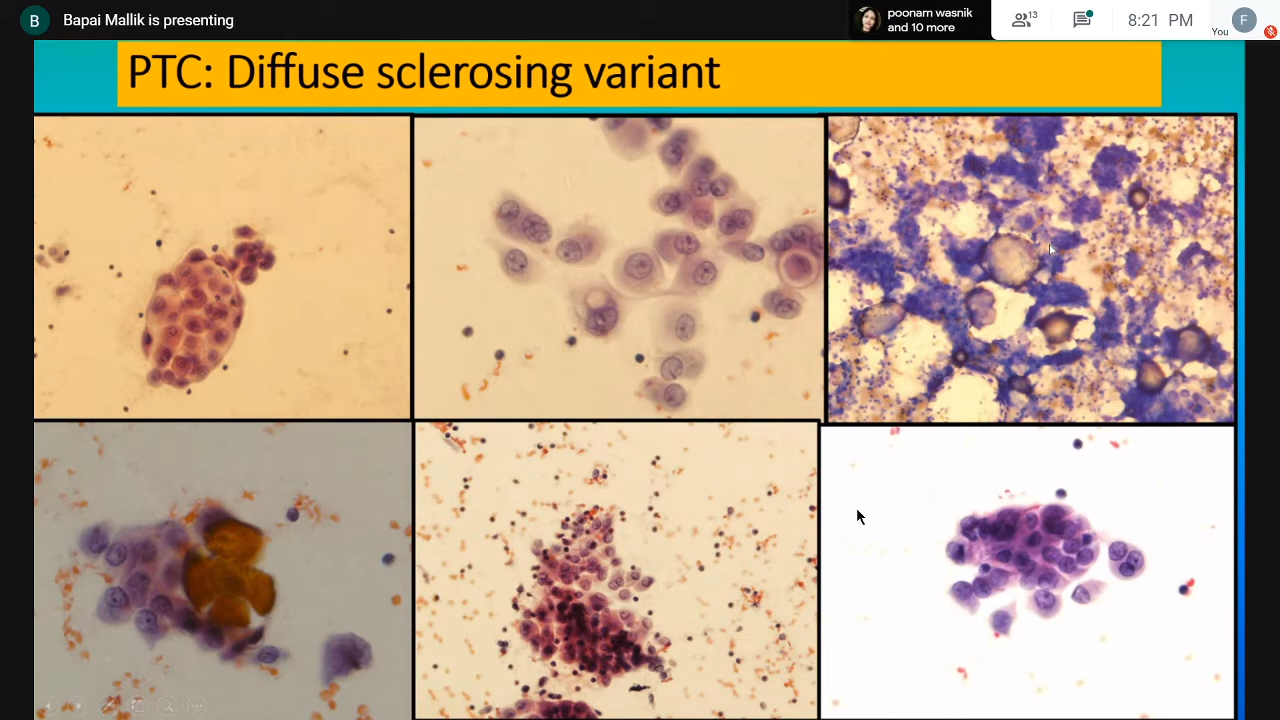 B Bapai Mallik is presenting
poonam wasnik
and 10 more
13
8:21 PM
You
F
PTC: Diffuse sclerosing variant